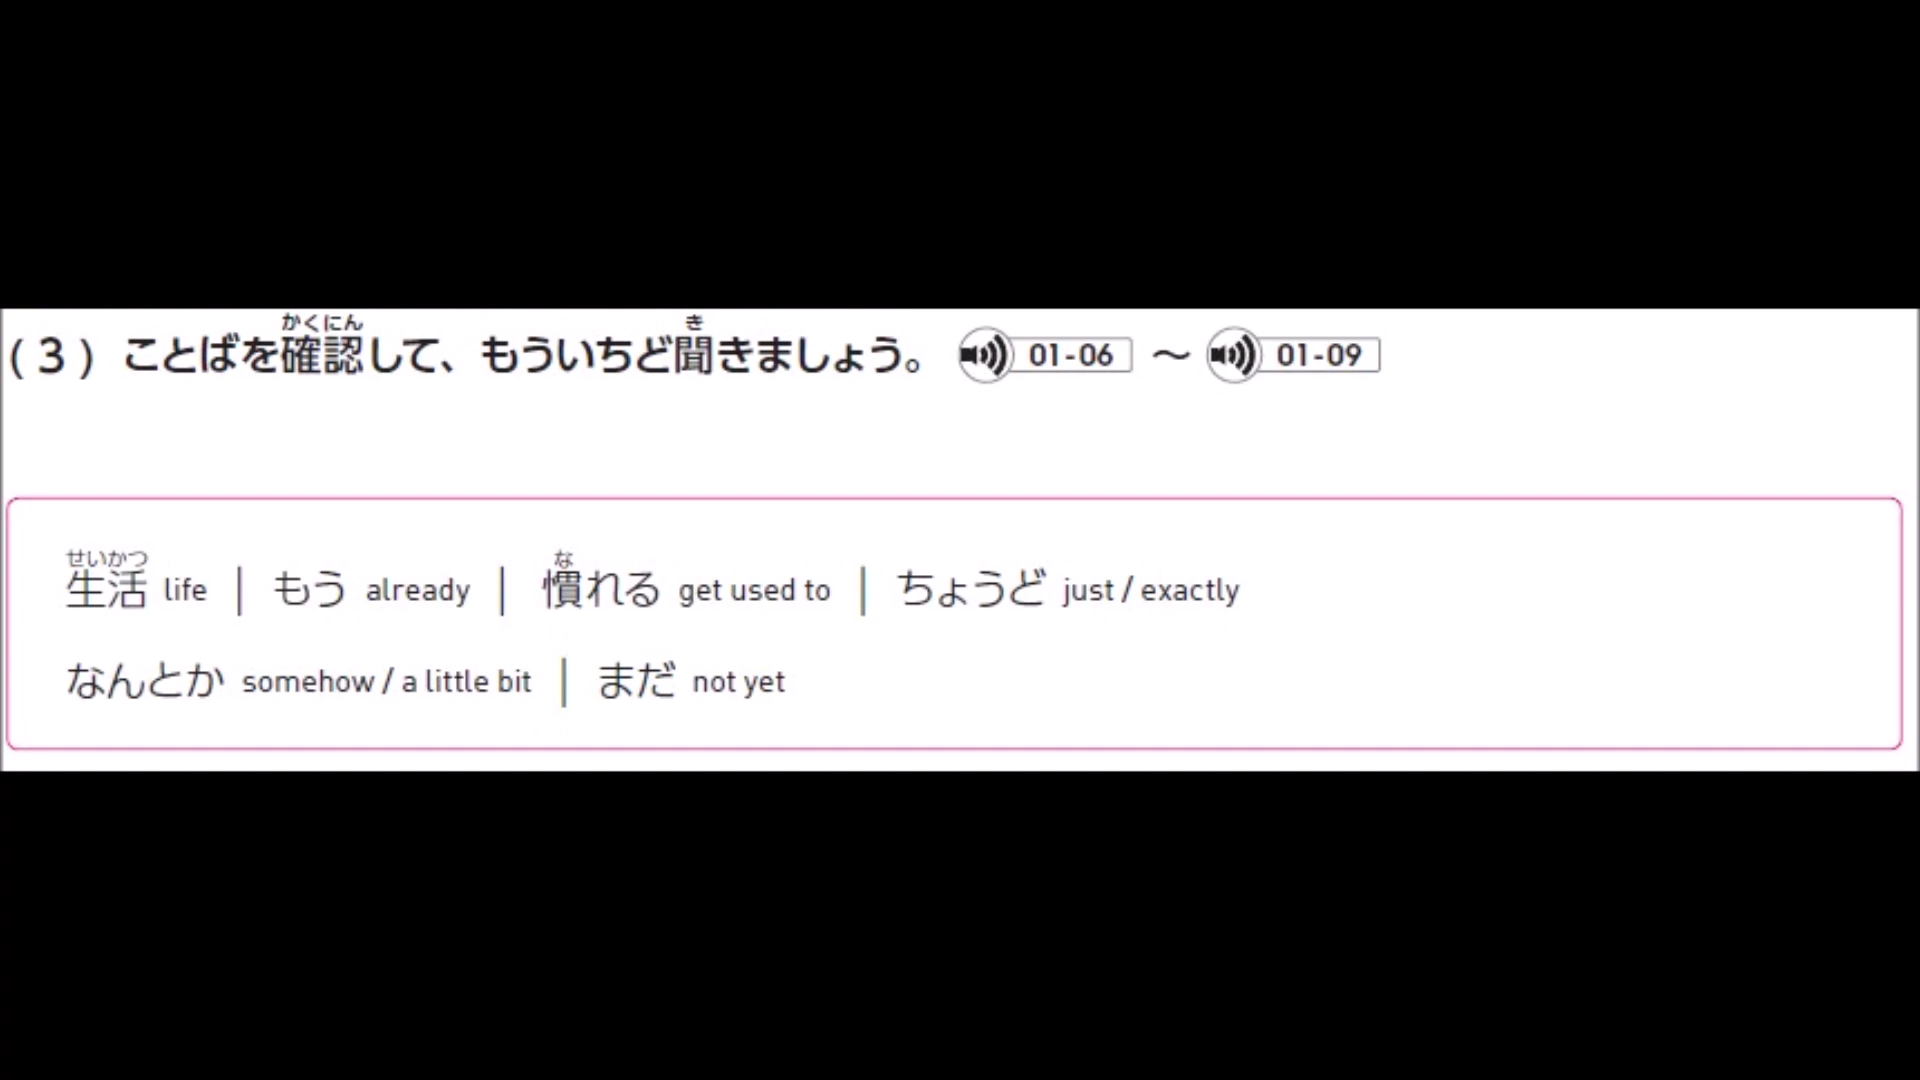 (３) ことばを確認して、もういちど聞きましょう。 01-06 ～ 01-09
かくにん き
生活 life | もう already | 慣れる get used to | ちょうど just / exactly
せいかつ な
なんとか somehow / a little bit | まだ not yet